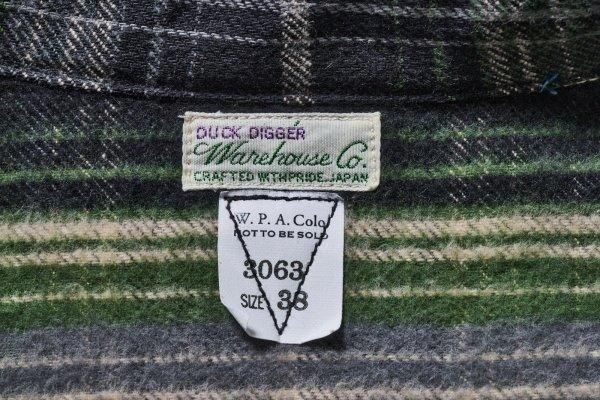 DUCK DIGGER
Warehouse Co.
CRAFTED WITH PRIDE, JAPAN
W. P. A. Colo
NOT TO BE SOLD
3063
SIZE 38